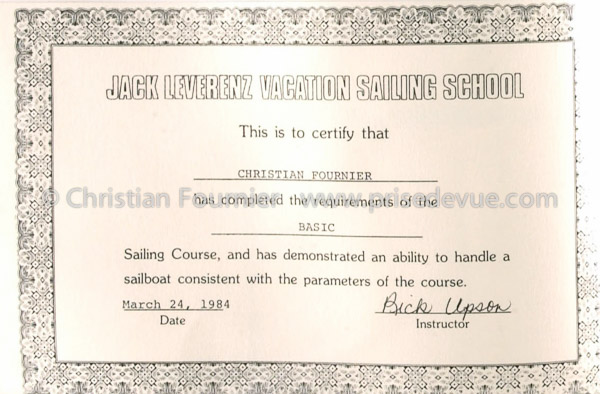 JACK LEVERENZ VACATION SAILING SCHOOL
This is to certify that
CHRISTIAN FOURNIER
© Christian Fournier - www.prisedevue.com
has completed the requirements of the
BASIC
Sailing Course, and has demonstrated an ability to handle a
sailboat consistent with the parameters of the course.
March 24, 1984 Rick Upson
Date Instructor